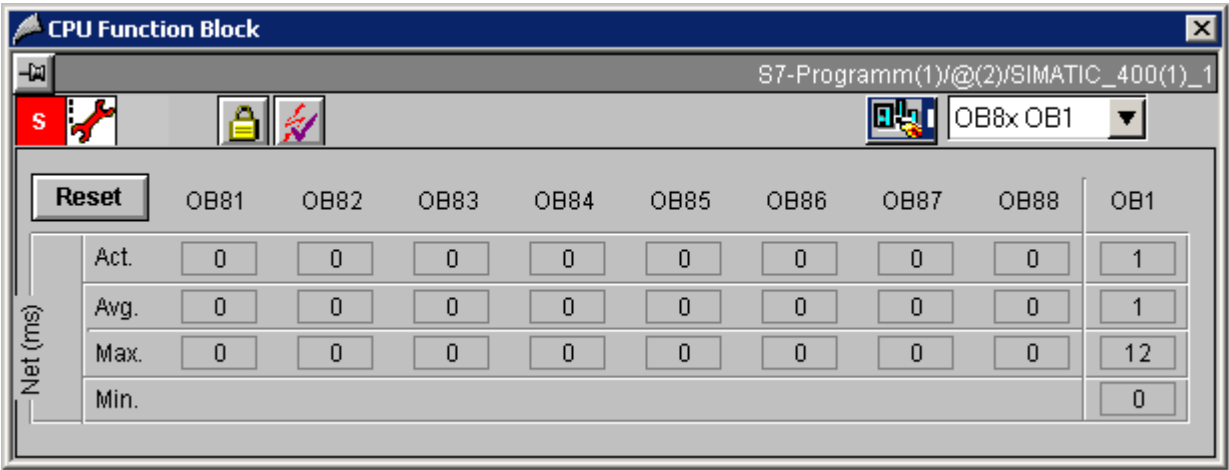 CPU Function Block
S7-Programm(1)/@(2)/SIMATIC_400(1)_1
S OB8x OB1
Reset OB81 OB82 OB83 OB84 OB85 OB86 OB87 OB88 OB1
Net (ms)
Act. 0 0 0 0 0 0 0 0 1
Avg. 0 0 0 0 0 0 0 0 1
Max. 0 0 0 0 0 0 0 0 12
Min. 0